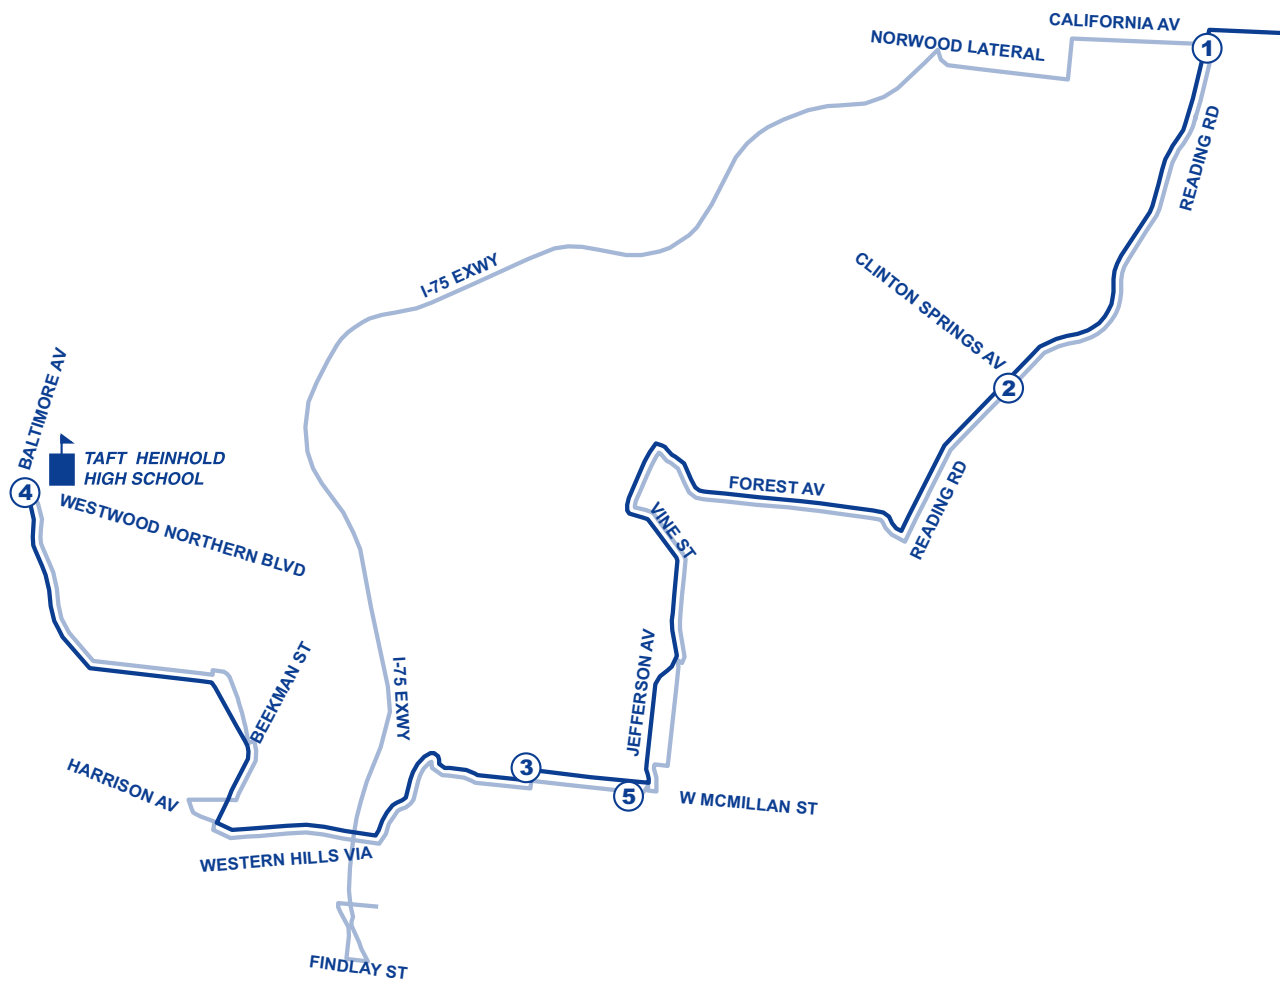 CALIFORNIA AV
NORWOOD LATERAL
1
READING RD
I-75 EXWY
CLINTON SPRINGS AV
2
BALTIMORE AV
TAFT HEINHOLD
HIGH SCHOOL
4
WESTWOOD NORTHERN BLVD
FOREST AV
READING RD
VINE ST
BEEKMAN ST
I-75 EXWY
JEFFERSON AV
HARRISON AV
3
5
W MCMILLAN ST
WESTERN HILLS VIA
FINDLAY ST